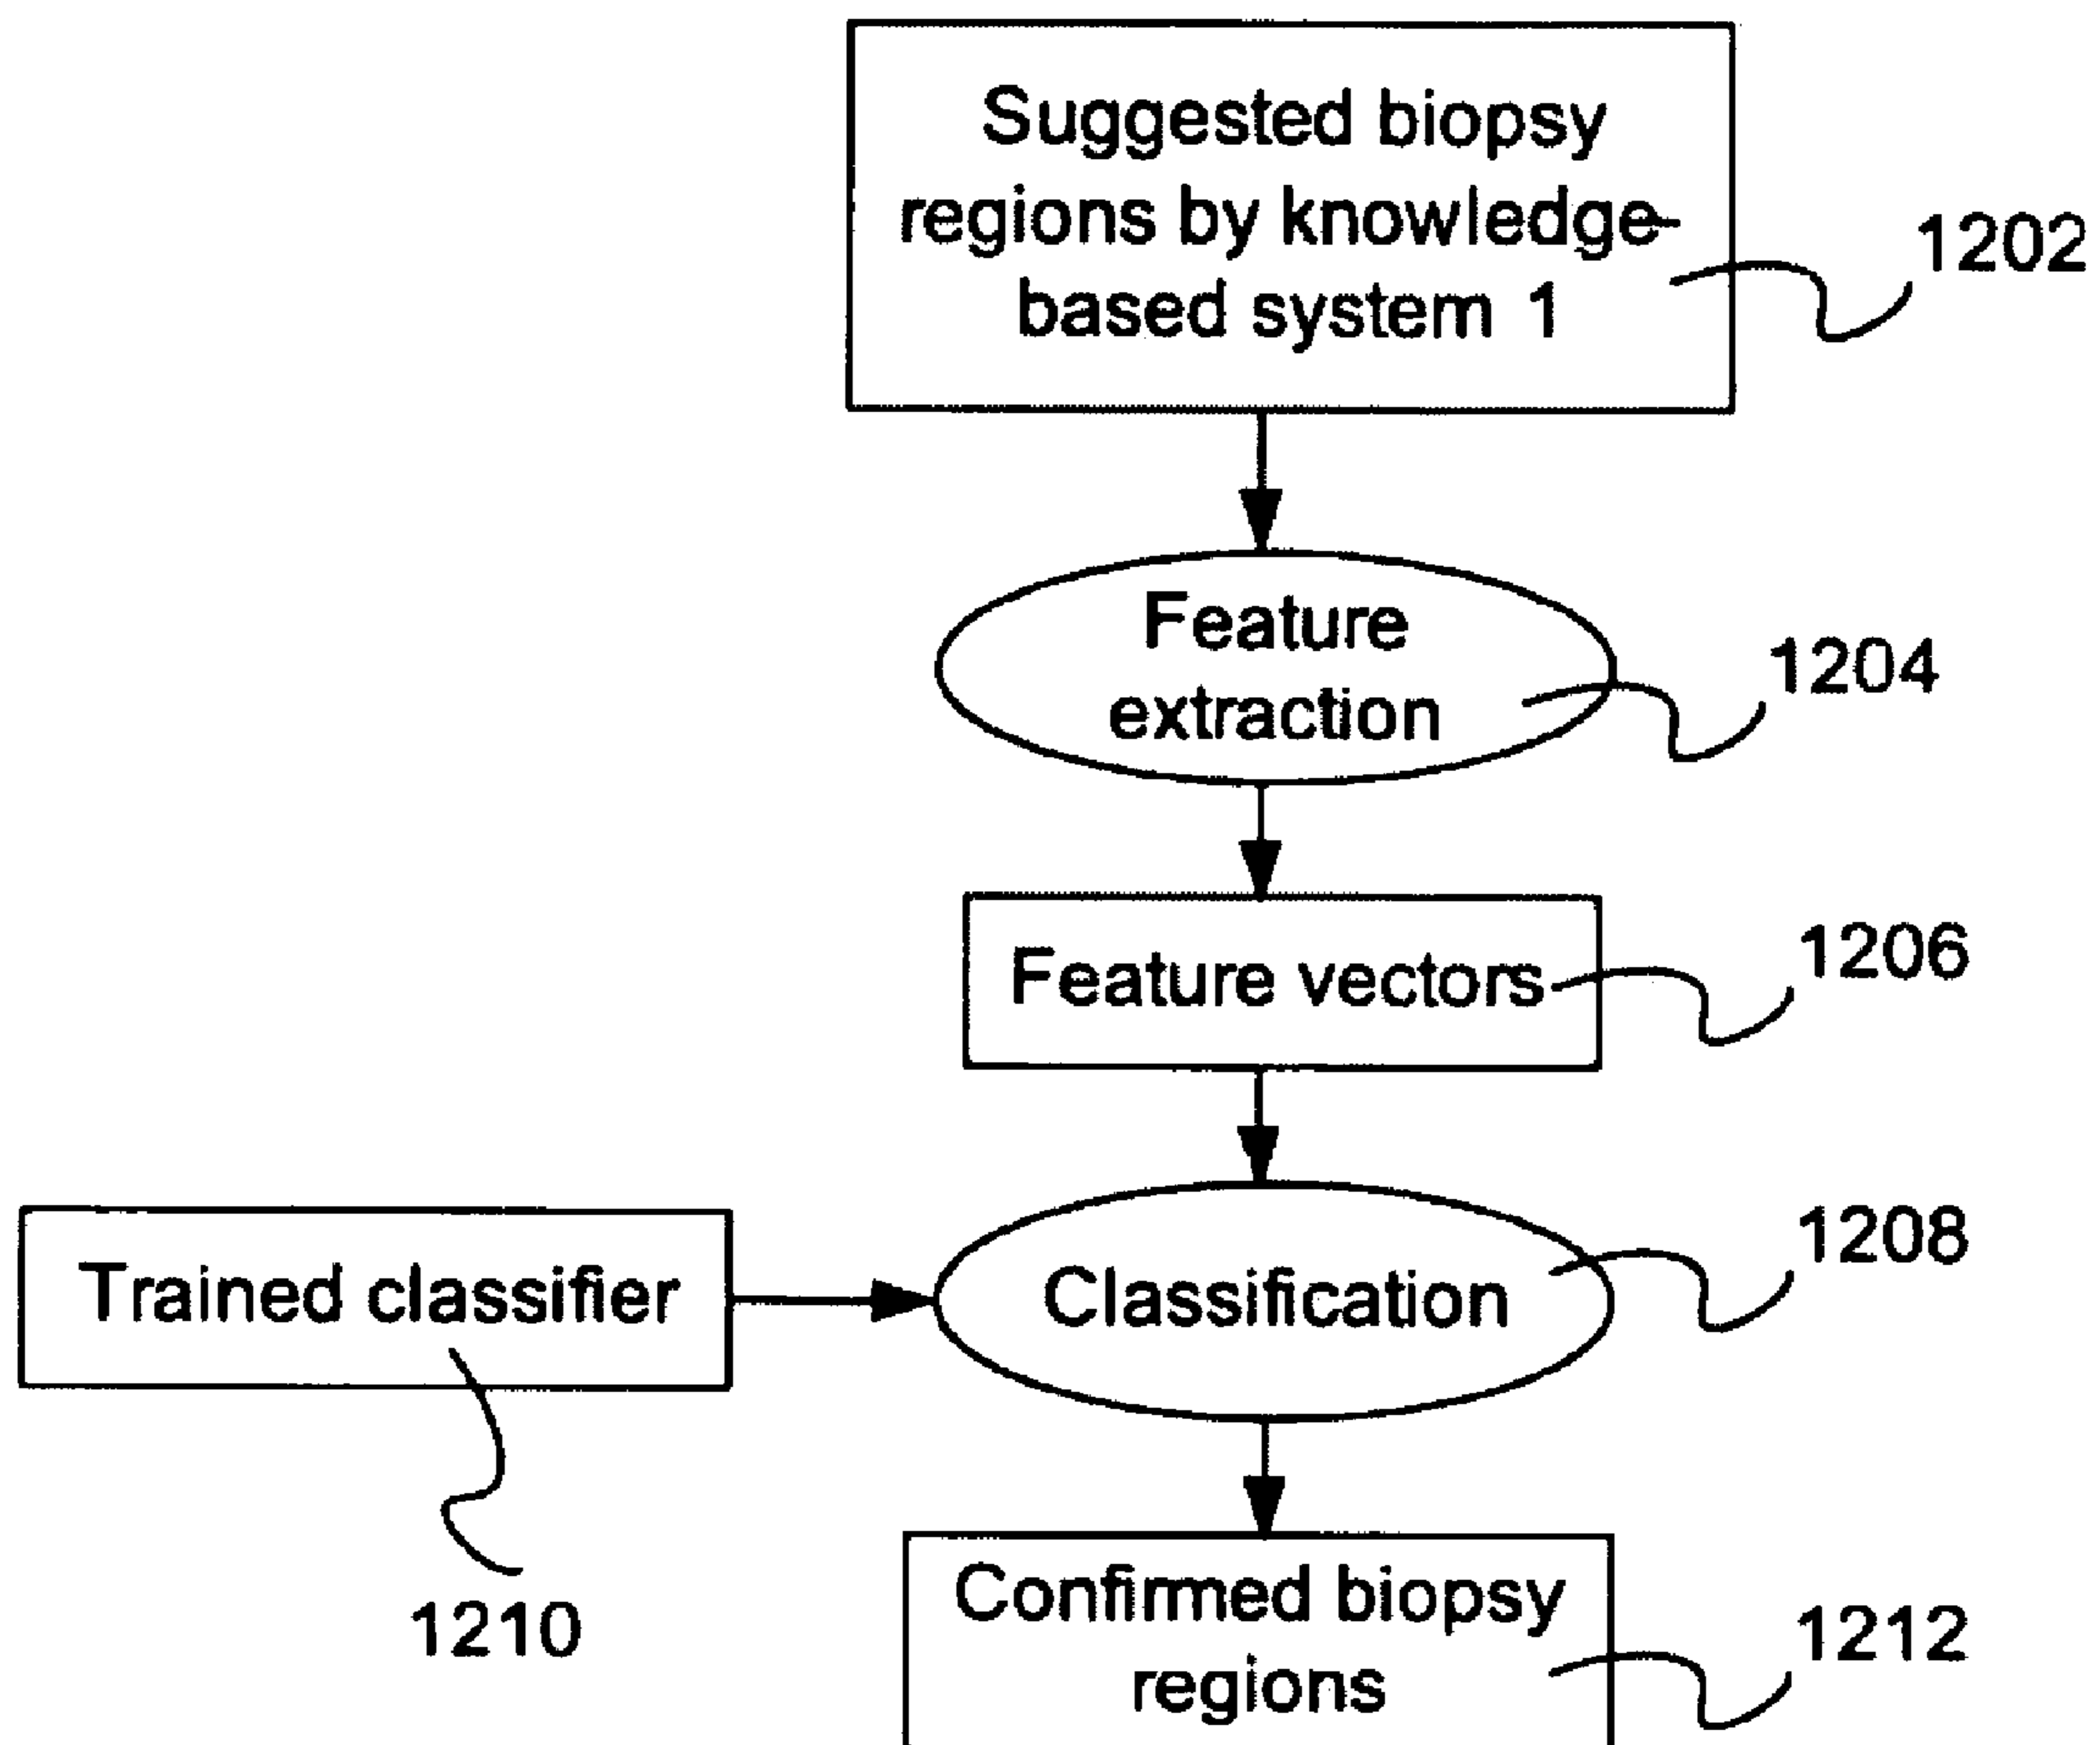 Suggested biopsy
regions by knowledge-
based system 1
1202
Feature
extraction
1204
Feature vectors
1206
Trained classifier
1210
Classification
1208
Confirmed biopsy
regions
1212